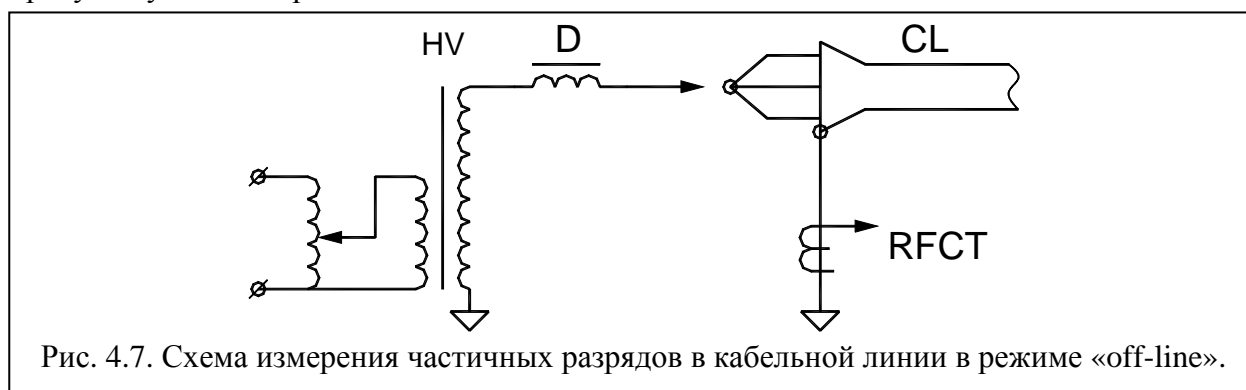 HV
D
CL
RFCT
Рис. 4.7. Схема измерения частичных разрядов в кабельной линии в режиме «off-line».